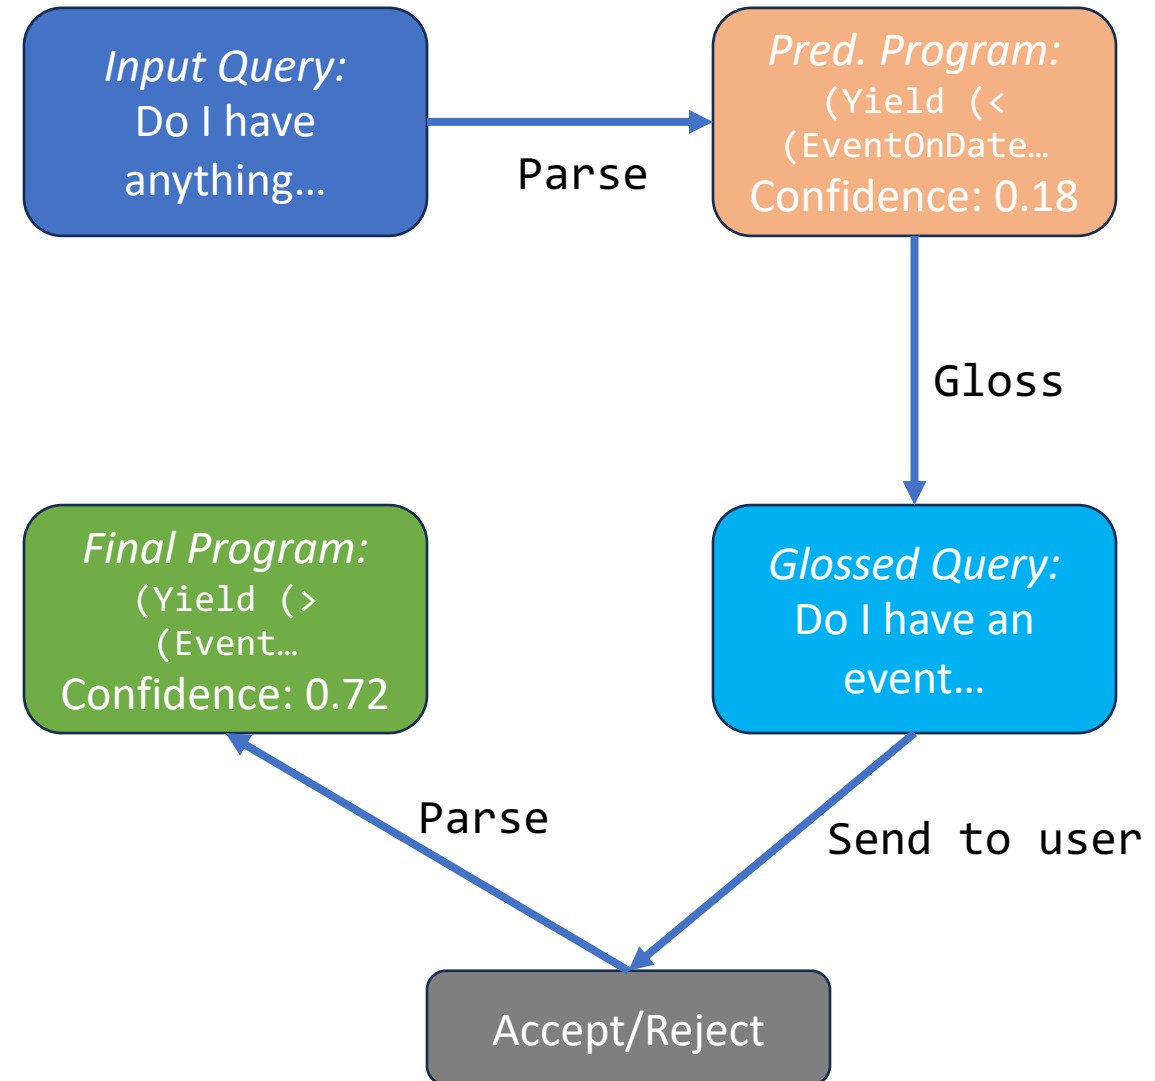 Input Query:
Do I have
anything…
Parse
Pred. Program:
(Yield (<
(EventOnDate…
Confidence: 0.18
Gloss
Glossed Query:
Do I have an
event…
Send to user
Accept/Reject
Parse
Final Program:
(Yield (>
(Event…
Confidence: 0.72